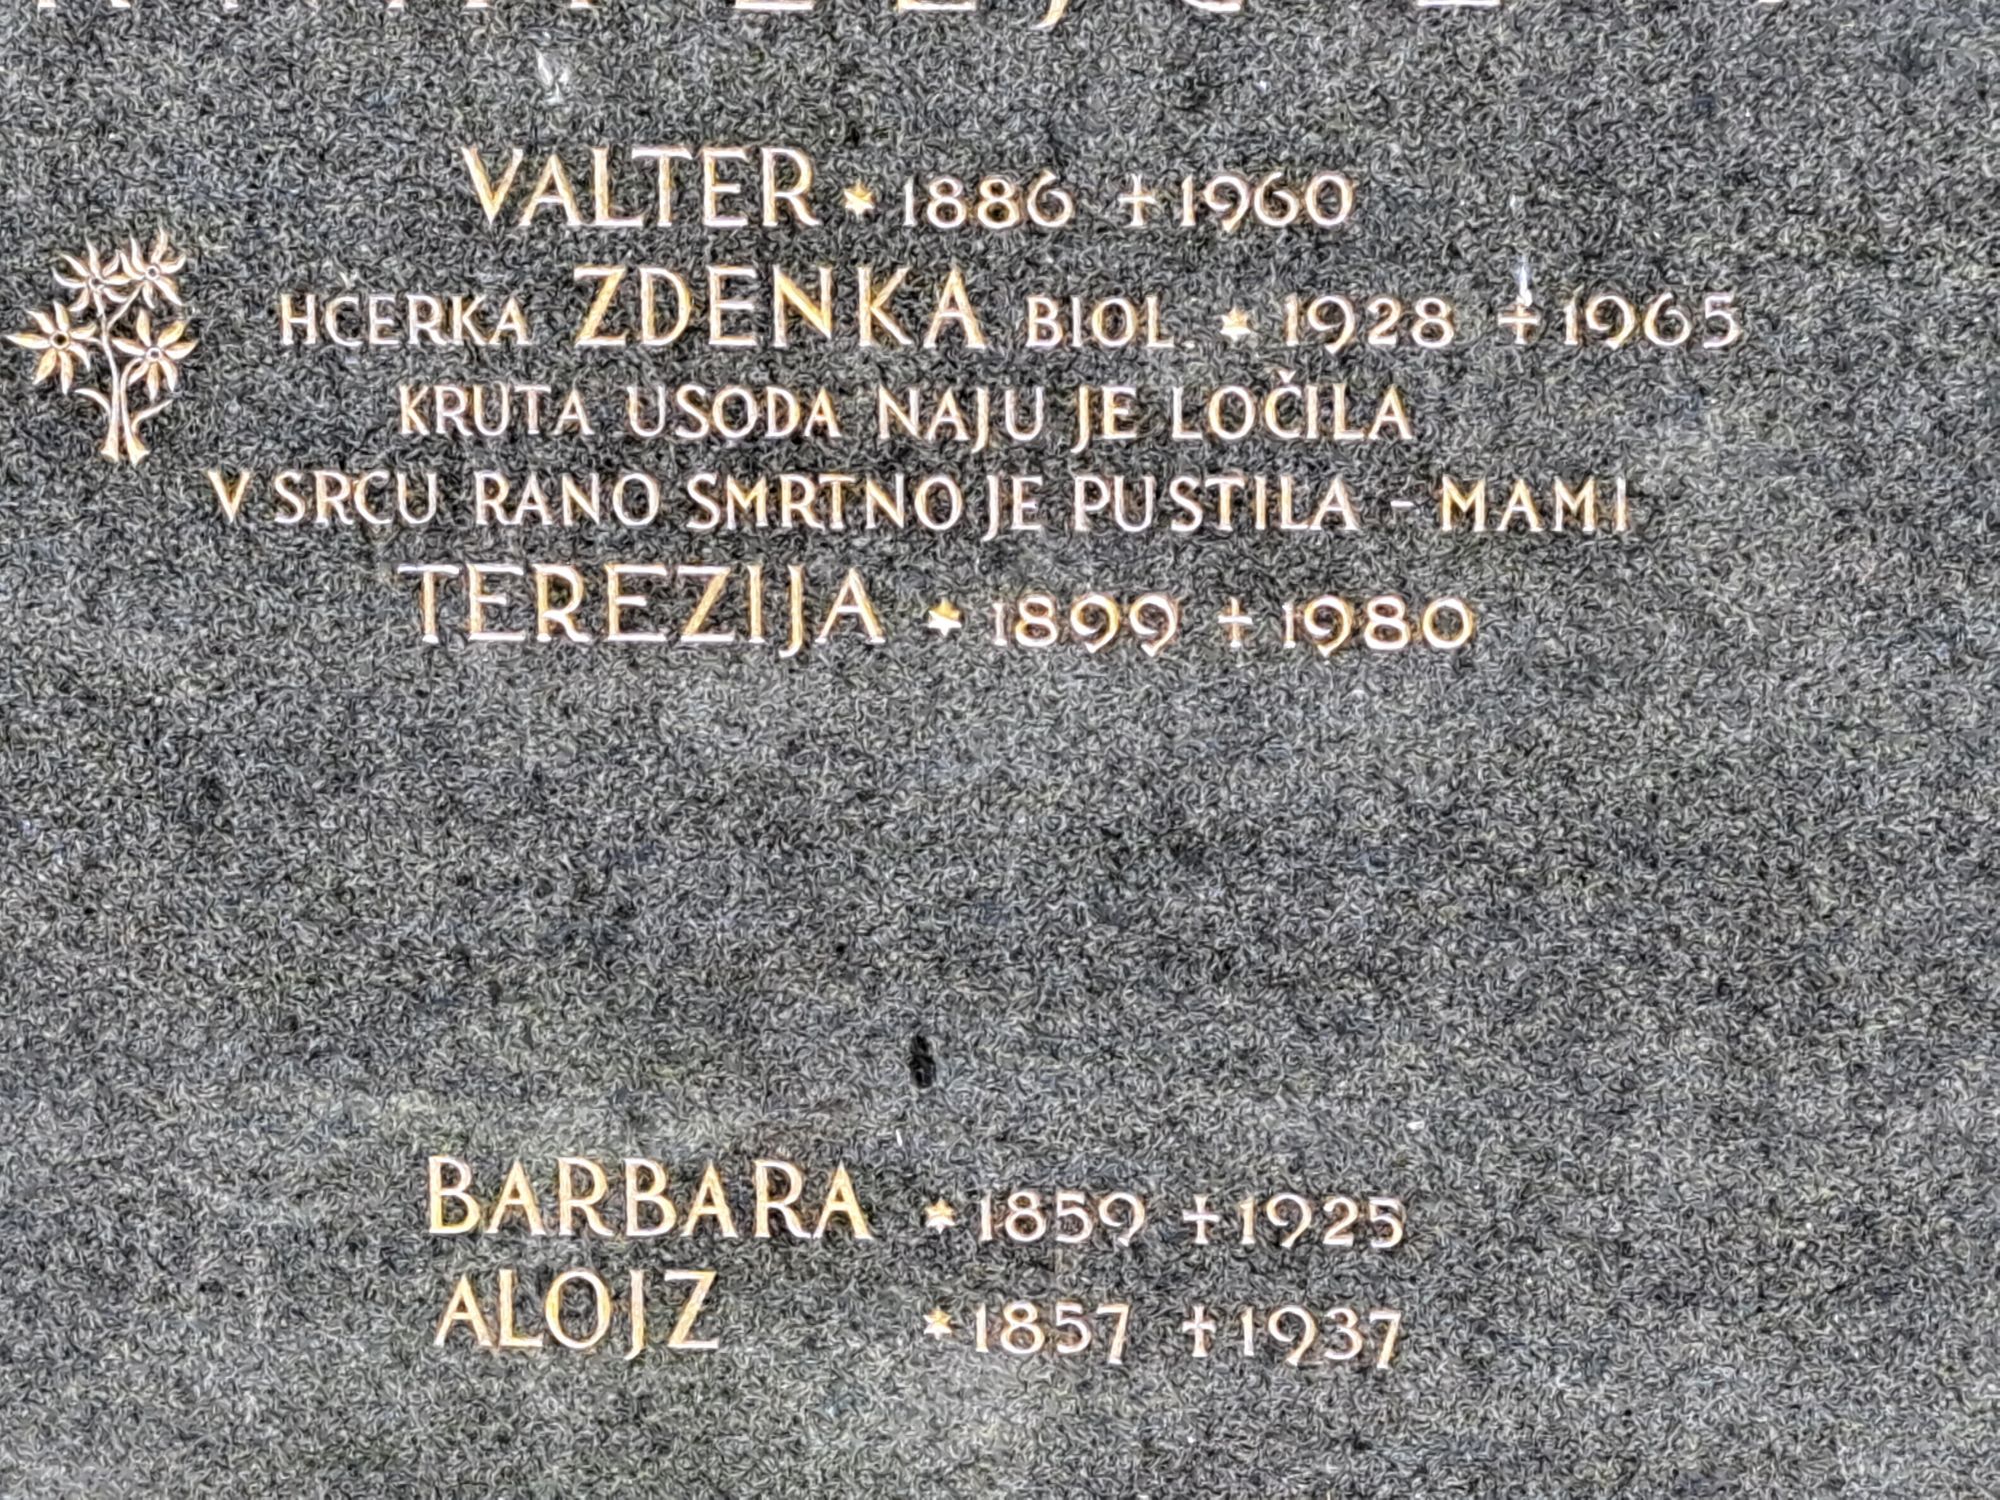 VALTER * 1886 + 1960
HČERKA ZDENKA BIOL. * 1928 + 1965
KRUTA USODA NAJU JE LOČILA
V SRCU RANO SMRTNO JE PUSTILA - MAMI
TEREZIJA * 1899 + 1980
BARBARA * 1859 + 1925
ALOJZ * 1857 + 1937